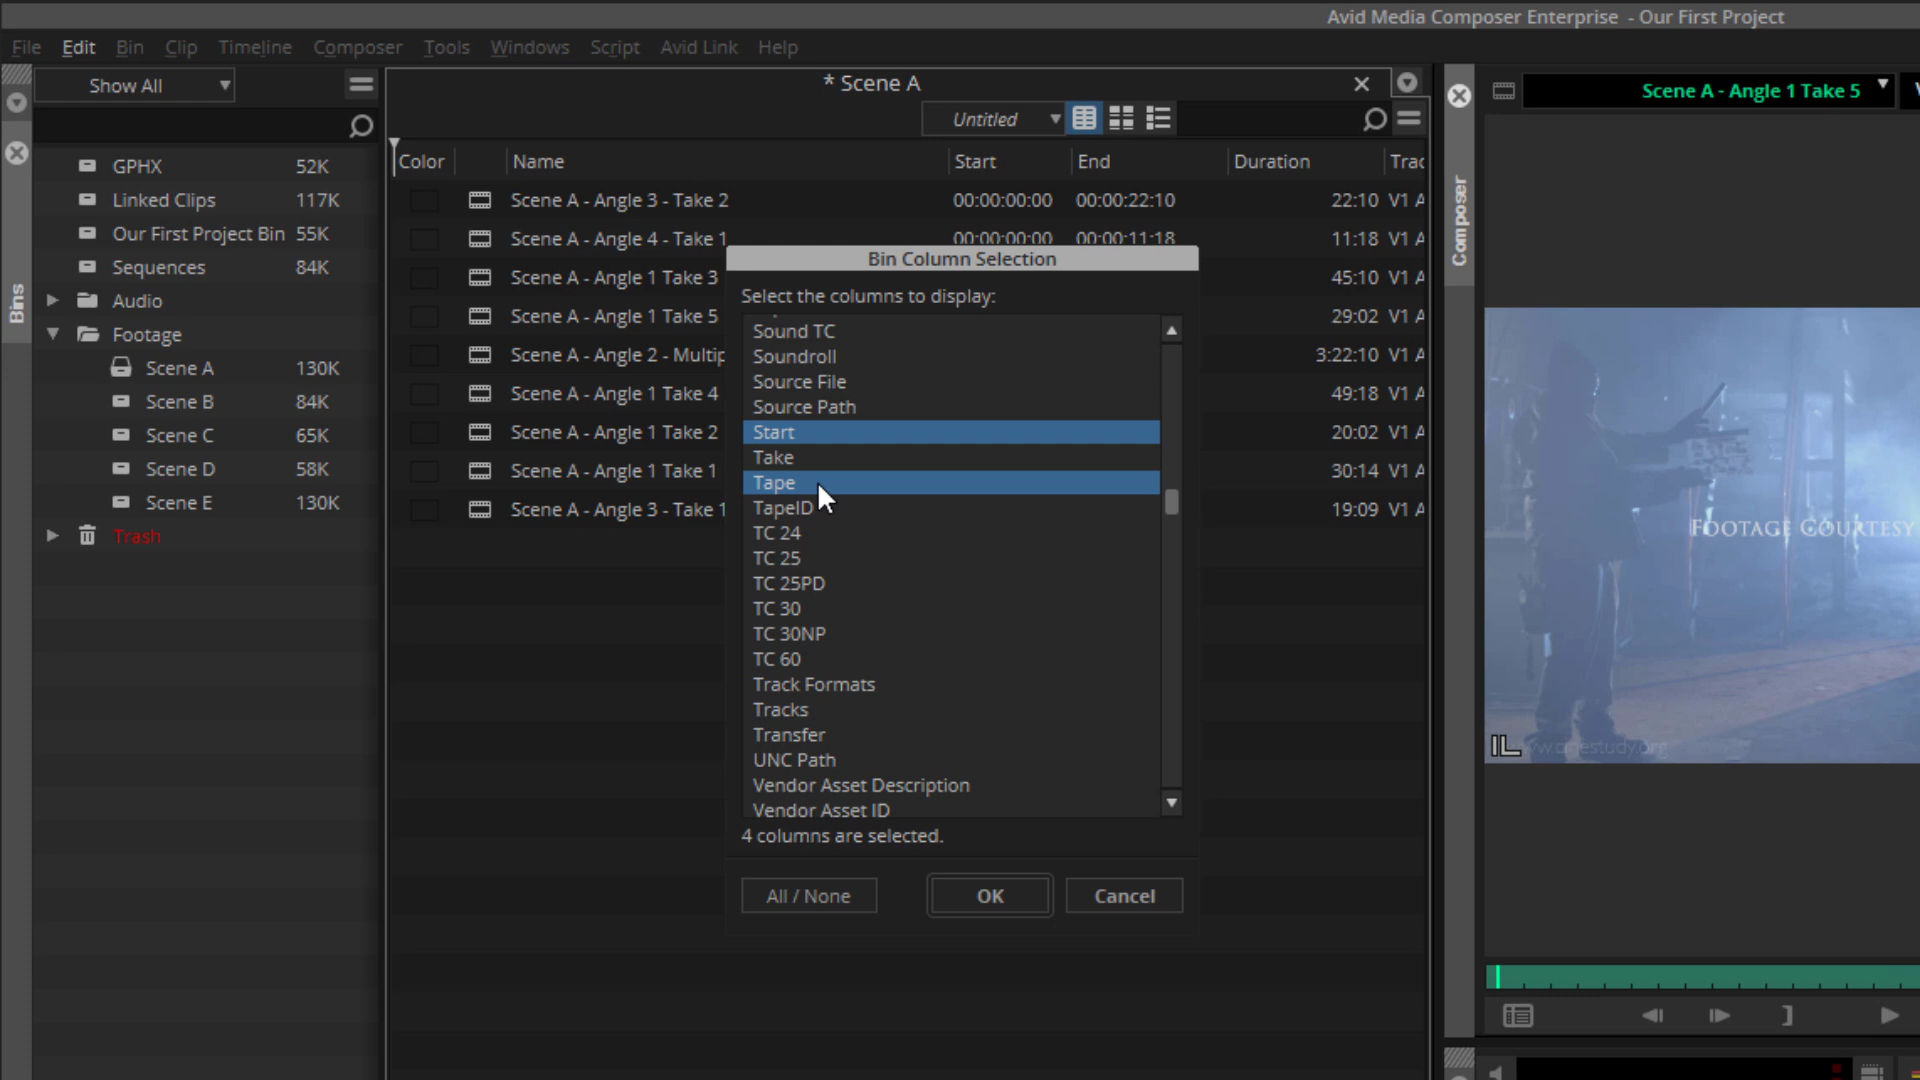 Avid Media Composer Enterprise - Our First Project
File Edit Bin Clip Timeline Composer Tools Windows Script Avid Link Help
Show All
* Scene A
Scene A - Angle 1 Take 5
Untitled
Color Name Start End Duration Trac
GPHX 52K
Linked Clips 117K
Our First Project Bin 55K
Sequences 84K
Audio
Footage
Scene A 130K
Scene B 84K
Scene C 65K
Scene D 58K
Scene E 130K
Trash
Bins
Scene A - Angle 3 - Take 2 00:00:00:00 00:00:22:10 22:10 V1 A
Scene A - Angle 4 - Take 1 00:00:00:00 00:00:11:18 11:18 V1 A
Scene A - Angle 1 Take 3 45:10 V1 A
Scene A - Angle 1 Take 5 29:02 V1 A
Scene A - Angle 2 - Multip 3:22:10 V1 A
Scene A - Angle 1 Take 4 49:18 V1 A
Scene A - Angle 1 Take 2 20:02 V1 A
Scene A - Angle 1 Take 1 30:14 V1 A
Scene A - Angle 3 - Take 1 19:09 V1 A
Bin Column Selection
Select the columns to display:
Sound TC
Soundroll
Source File
Source Path
Start
Take
Tape
TapeID
TC 24
TC 25
TC 25PD
TC 30
TC 30NP
TC 60
Track Formats
Tracks
Transfer
UNC Path
Vendor Asset Description
Vendor Asset ID
4 columns are selected.
All / None OK Cancel
Composer
FOOTAGE COURTESY